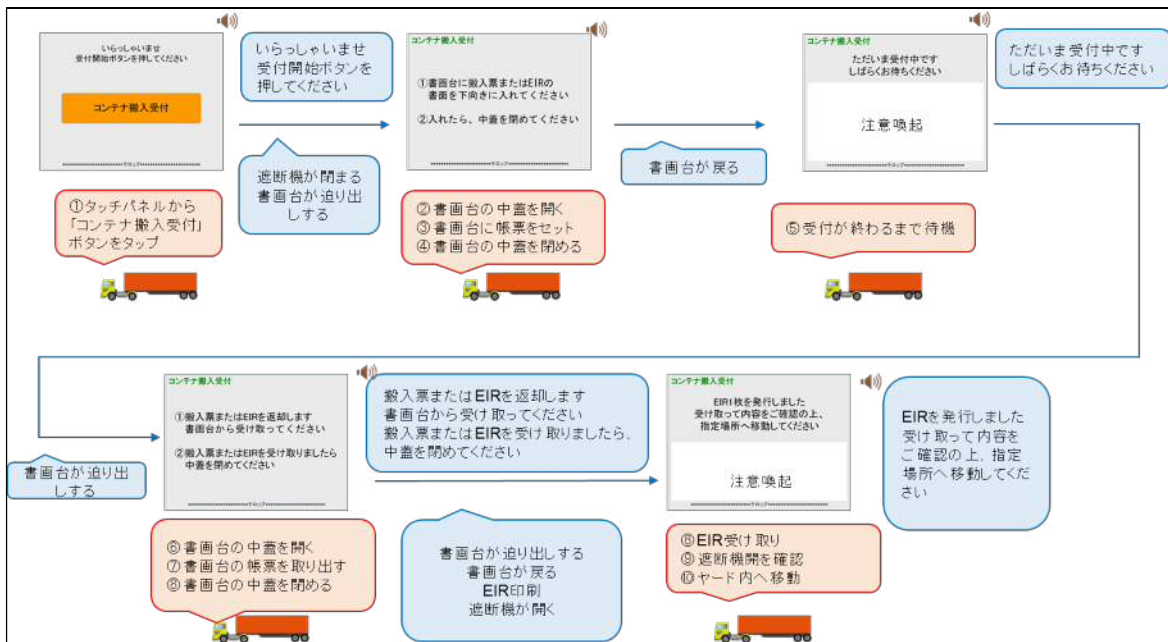 いらっしゃいませ
受付開始ボタンを押してください
コンテナ搬入受付
テロップ
いらっしゃいませ
受付開始ボタンを
押してください
遮断機が閉まる
書画台が迫り出
しする
①タッチパネルから
「コンテナ搬入受付」
ボタンをタップ
コンテナ搬入受付
①書画台に搬入票またはEIRの
書面を下向きに入れてください
②入れたら、中蓋を閉めてください
テロップ
書画台が戻る
②書画台の中蓋を開く
③書画台に帳票をセット
④書画台の中蓋を閉める
コンテナ搬入受付
ただいま受付中です
しばらくお待ちください
注意喚起
テロップ
ただいま受付中です
しばらくお待ちください
⑤受付が終わるまで待機
書画台が迫り出
しする
コンテナ搬入受付
①搬入票またはEIRを返却します
書画台から受け取ってください
②搬入票またはEIRを受け取りましたら
中蓋を閉めてください
テロップ
搬入票またはEIRを返却します
書画台から受け取ってください
搬入票またはEIRを受け取りましたら、
中蓋を閉めてください
⑥書画台の中蓋を開く
⑦書画台の帳票を取り出す
⑧書画台の中蓋を閉める
書画台が迫り出しする
書画台が戻る
EIR印刷
遮断機が開く
コンテナ搬入受付
EIR1枚を発行しました
受け取って内容をご確認の上、
指定場所へ移動してください
注意喚起
テロップ
EIRを発行しました
受け取って内容を
ご確認の上、指定
場所へ移動してくだ
さい
⑧EIR受け取り
⑨遮断機開を確認
⑩ヤード内へ移動